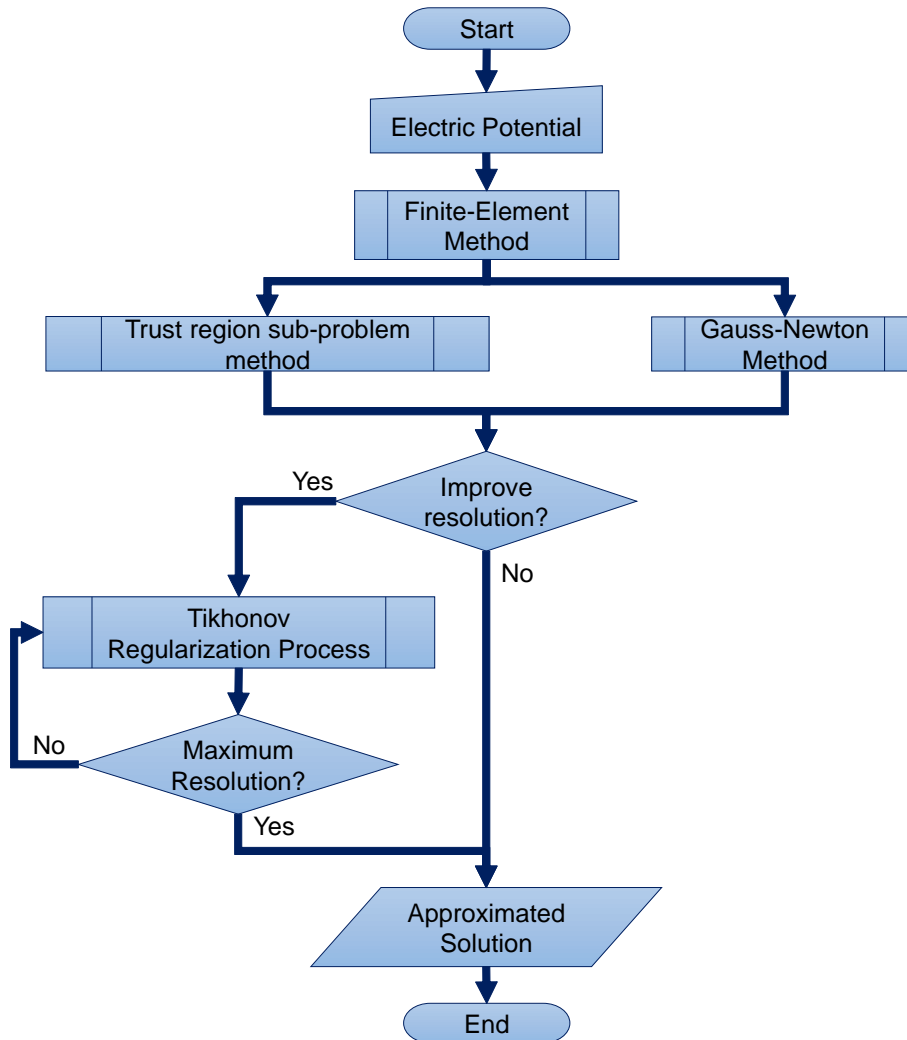 Start
Electric Potential
Finite-Element
Method
Trust region sub-problem
method
Gauss-Newton
Method
Improve
resolution?
Yes
No
Tikhonov
Regularization Process
No
Maximum
Resolution?
Yes
Approximated
Solution
End